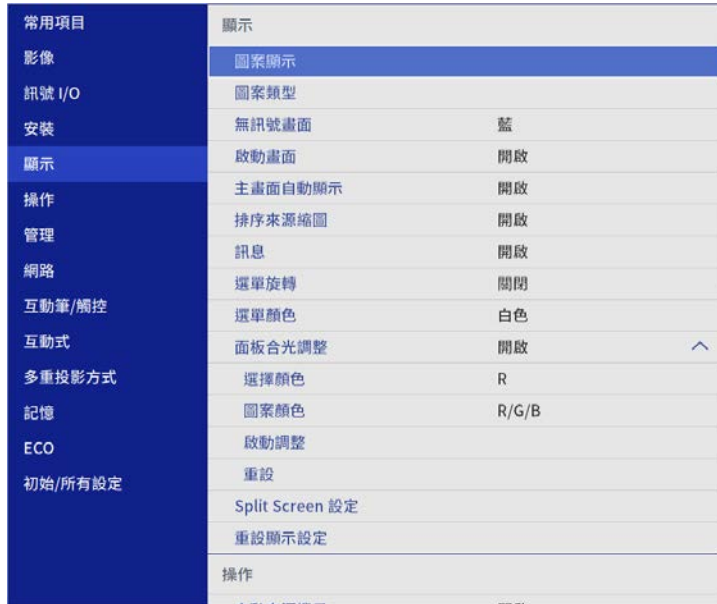 常用項目
影像
訊號 I/O
安裝
顯示
操作
管理
網路
互動筆/觸控
互動式
多重投影方式
記憶
ECO
初始/所有設定
顯示
圖案顯示
圖案類型
無訊號畫面 藍
啟動畫面 開啟
主畫面自動顯示 開啟
排序來源縮圖 開啟
訊息 開啟
選單旋轉 關閉
選單顏色 白色
面板合光調整 開啟
選擇顏色 R
圖案顏色 R/G/B
啟動調整
重設
Split Screen 設定
重設顯示設定
操作